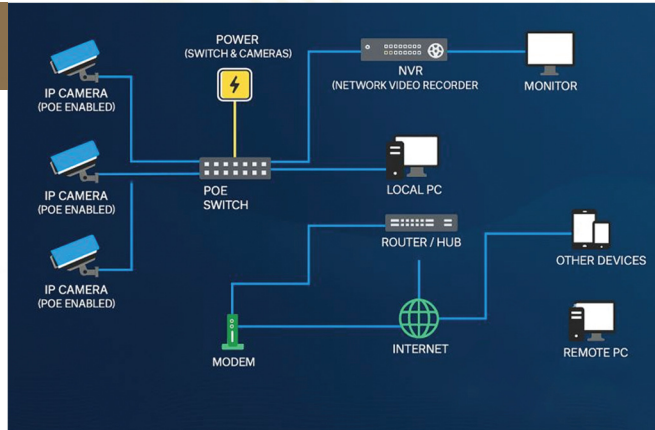 POWER
(SWITCH & CAMERAS)
IP CAMERA
(POE ENABLED)
NVR
(NETWORK VIDEO RECORDER
MONITOR
IP CAMERA
(POE ENABLED)
POE
SWITCH
LOCAL PC
ROUTER / HUB
OTHER DEVICES
IP CAMERA
(POE ENABLED)
MODEM
INTERNET
REMOTE PC